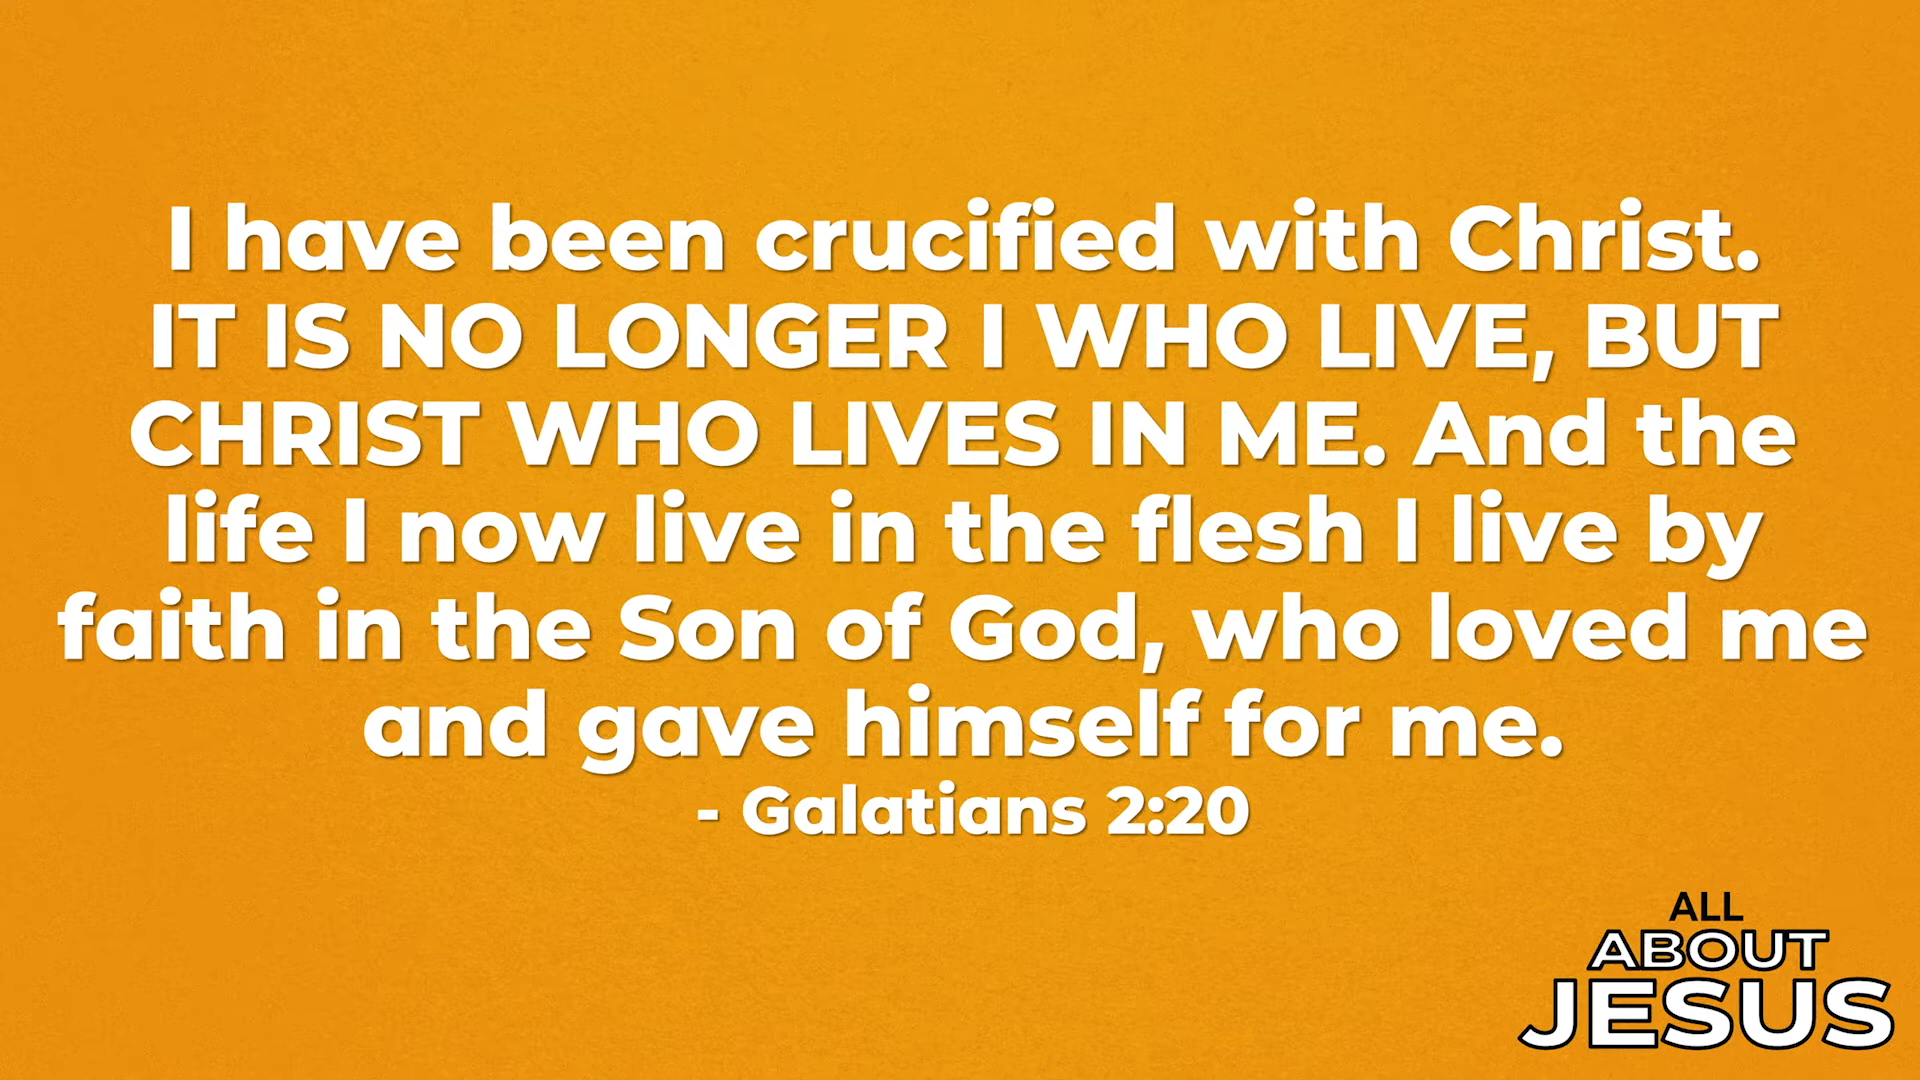 I have been crucified with Christ.
IT IS NO LONGER I WHO LIVE, BUT
CHRIST WHO LIVES IN ME. And the
life I now live in the flesh I live by
faith in the Son of God, who loved me
and gave himself for me.
- Galatians 2:20
ALL
ABOUT
JESUS